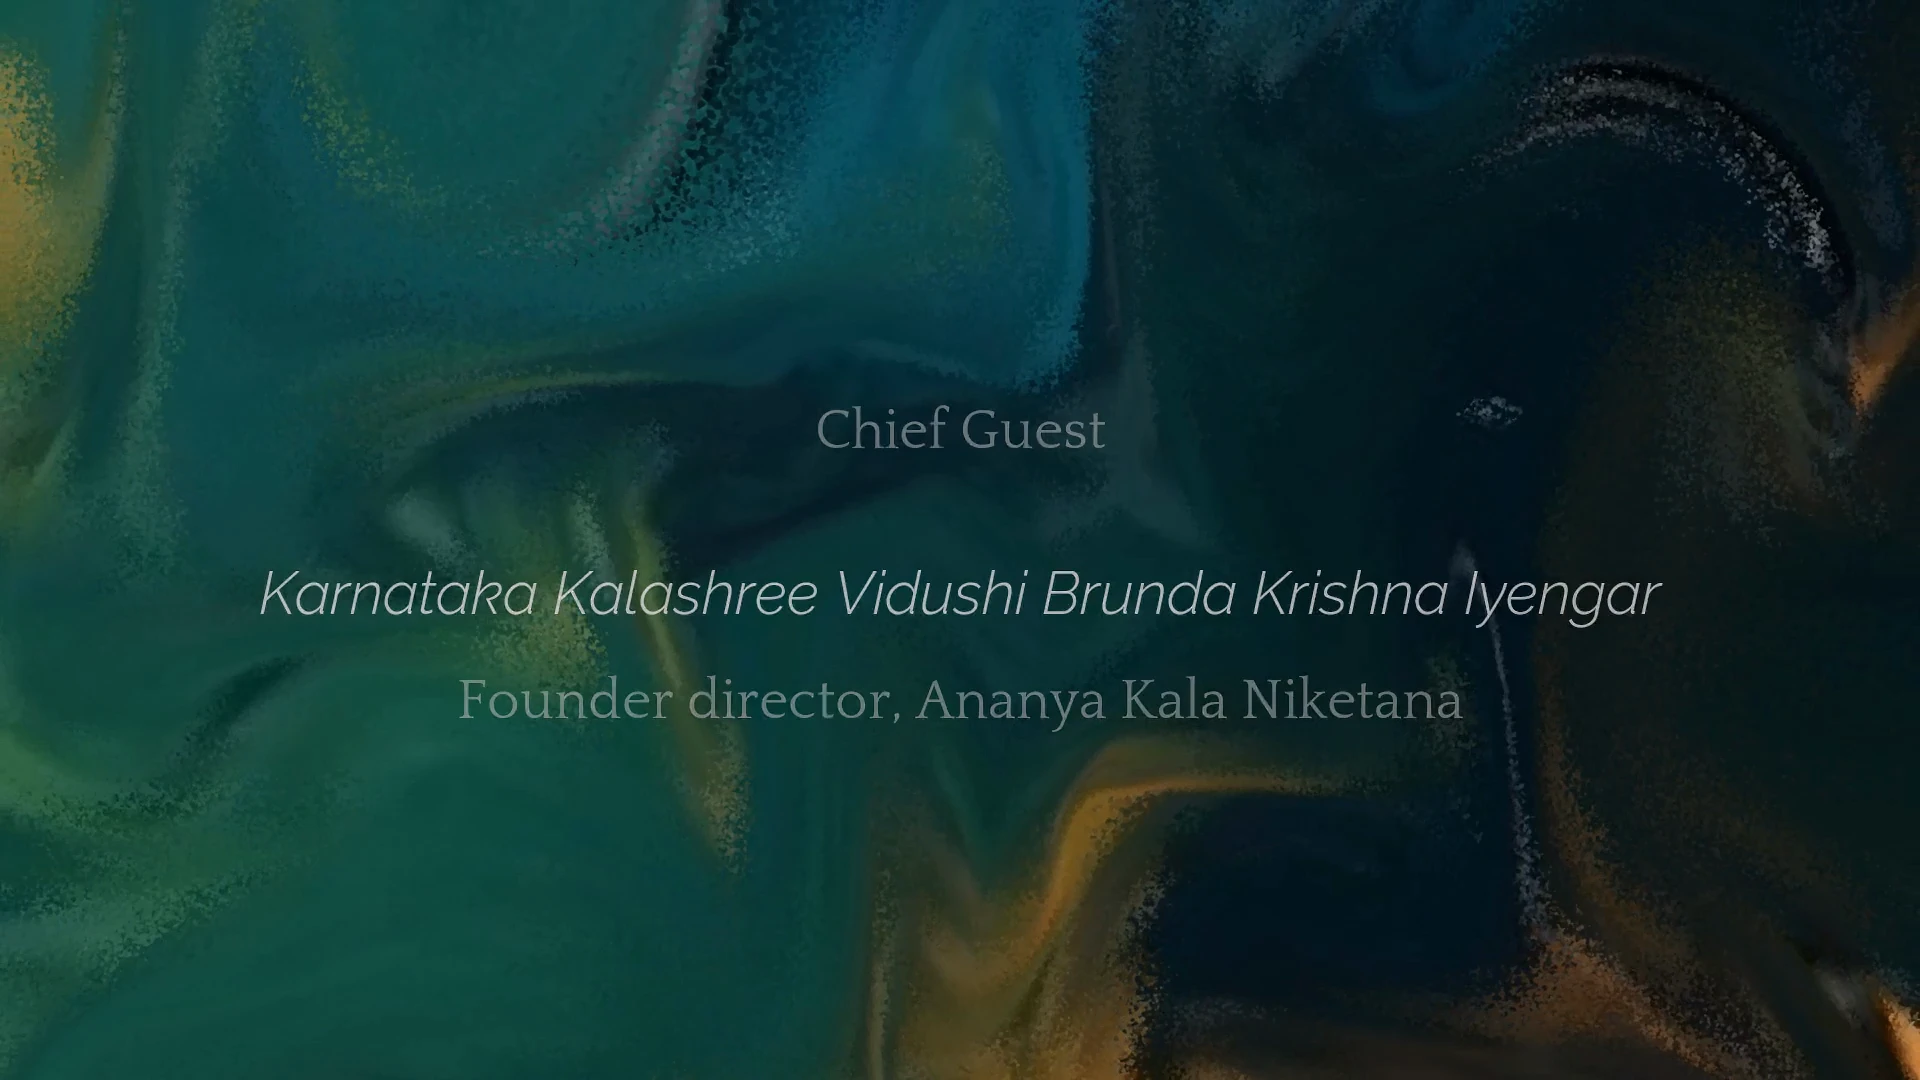 Chief Guest
Karnataka Kalashree Vidushi Brunda Krishna Iyengar
Founder director, Ananya Kala Niketana